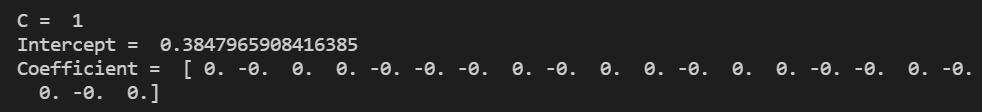 C =  1
Intercept =  0.3847965908416385
Coefficient =  [ 0. -0.  0.  0. -0. -0. -0.  0. -0.  0.  0. -0.  0.  0. -0. -0.  0. -0.
  0. -0.  0.]